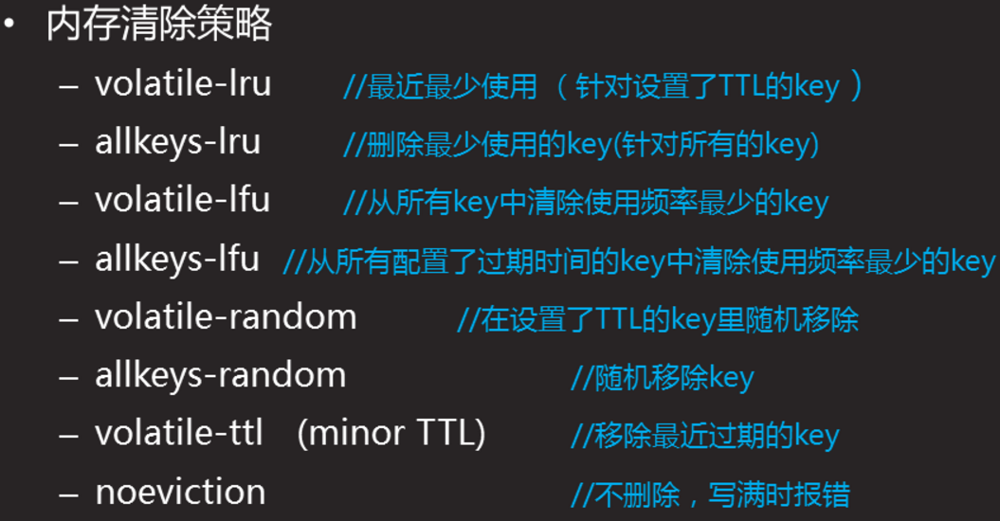 • 内存清除策略
– volatile-lru //最近最少使用 （ 针对设置了TTL的key ）
– allkeys-lru //删除最少使用的key(针对所有的key)
– volatile-lfu //从所有key中清除使用频率最少的key
– allkeys-lfu //从所有配置了过期时间的key中清除使用频率最少的key
– volatile-random //在设置了TTL的key里随机移除
– allkeys-random //随机移除key
– volatile-ttl (minor TTL) //移除最近过期的key
– noeviction //不删除，写满时报错